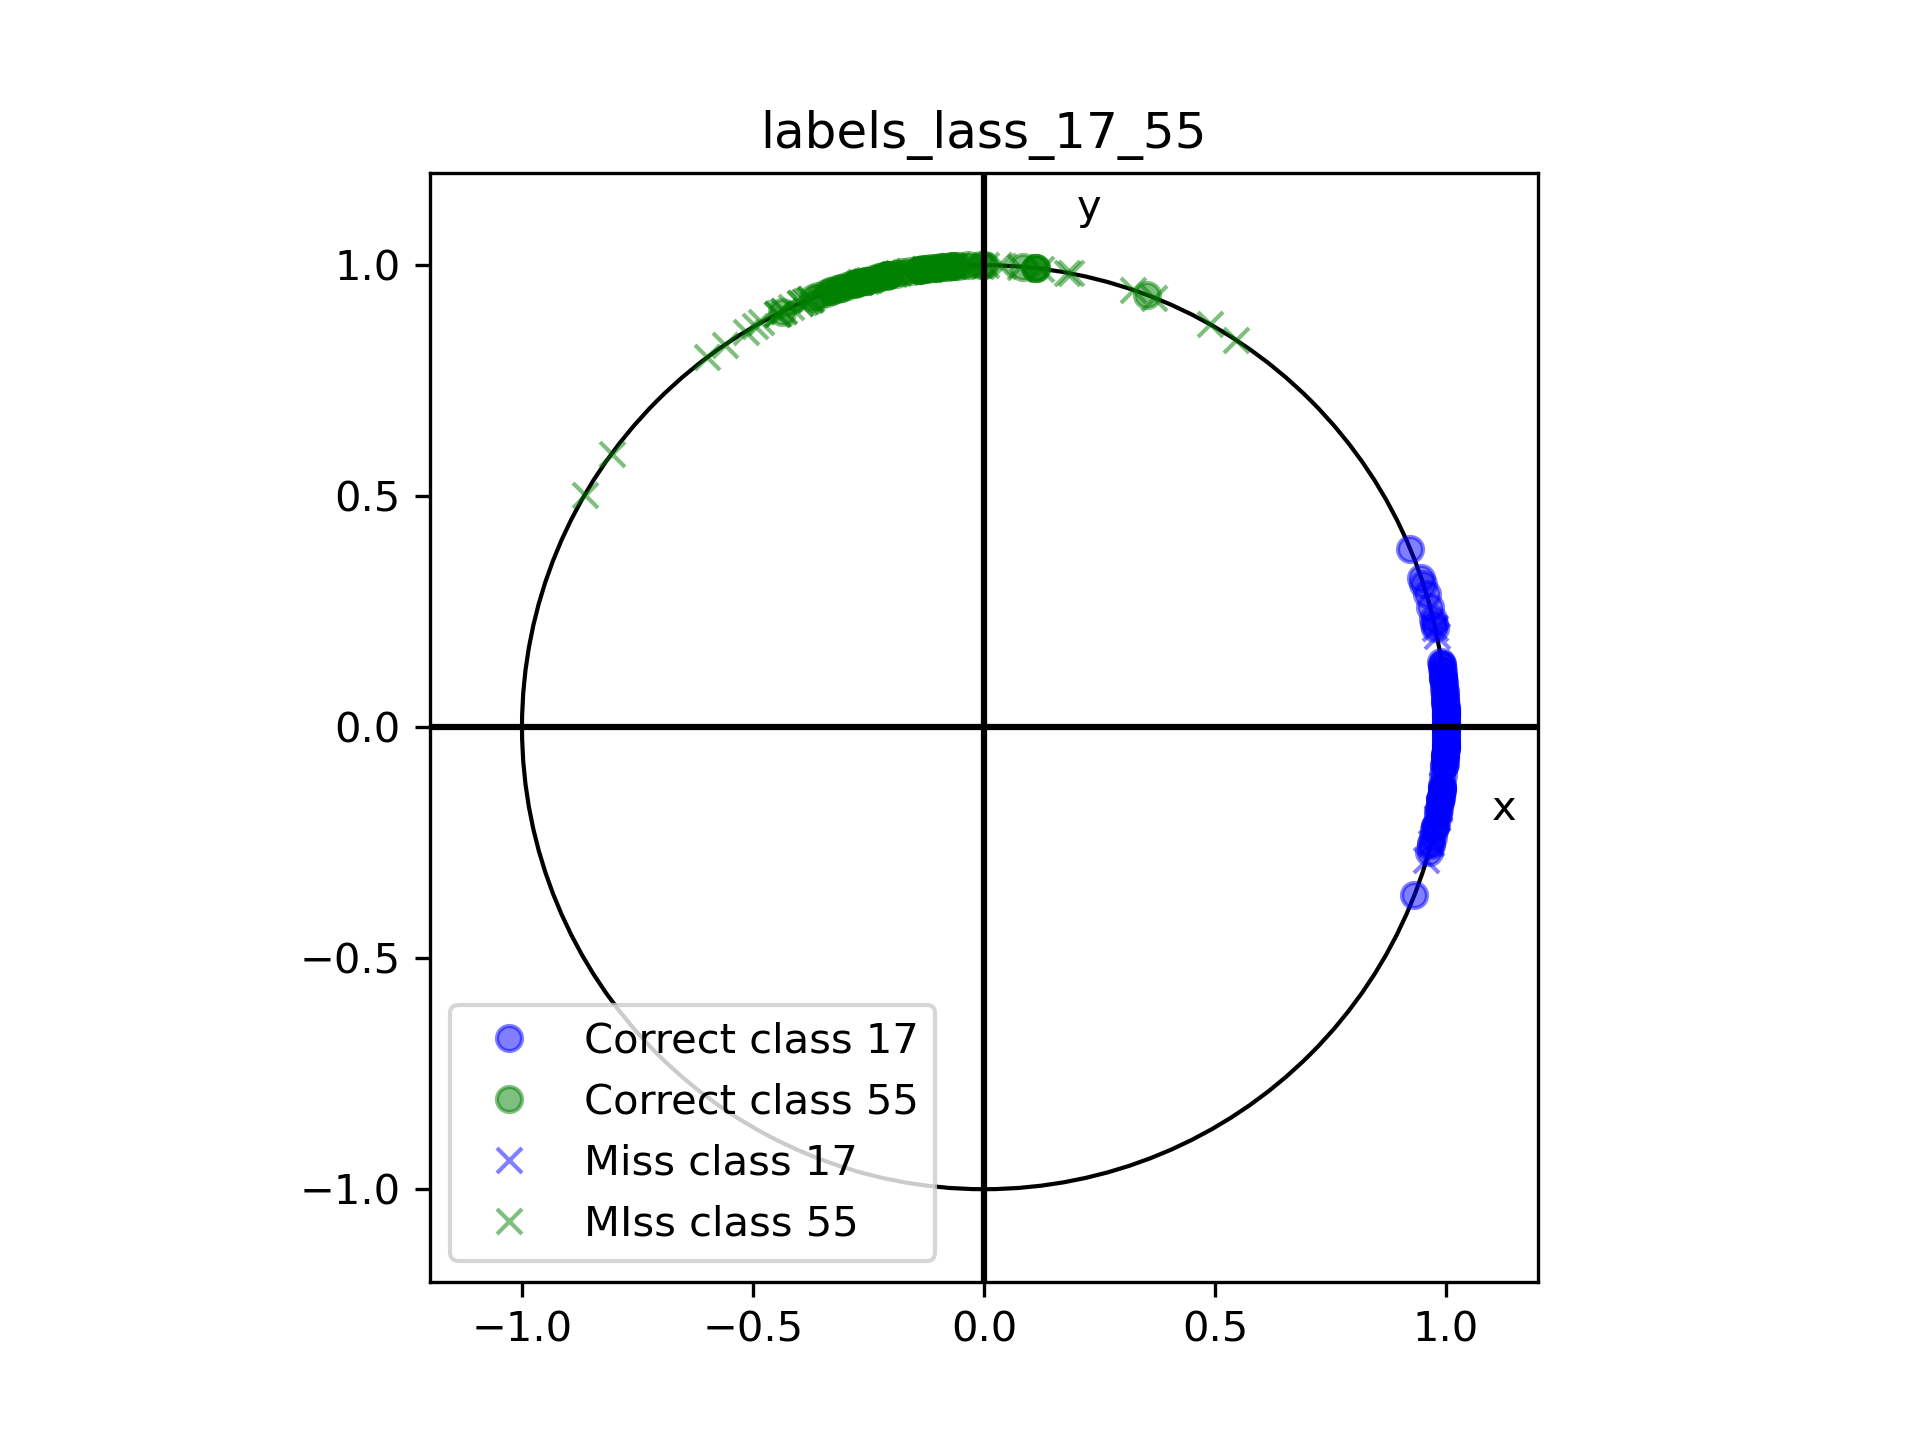 labels_lass_17_55
y
1.0
0.5
0.0
x
−0.5
−1.0
Correct class 17
Correct class 55
Miss class 17
MIss class 55
−1.0 −0.5 0.0 0.5 1.0